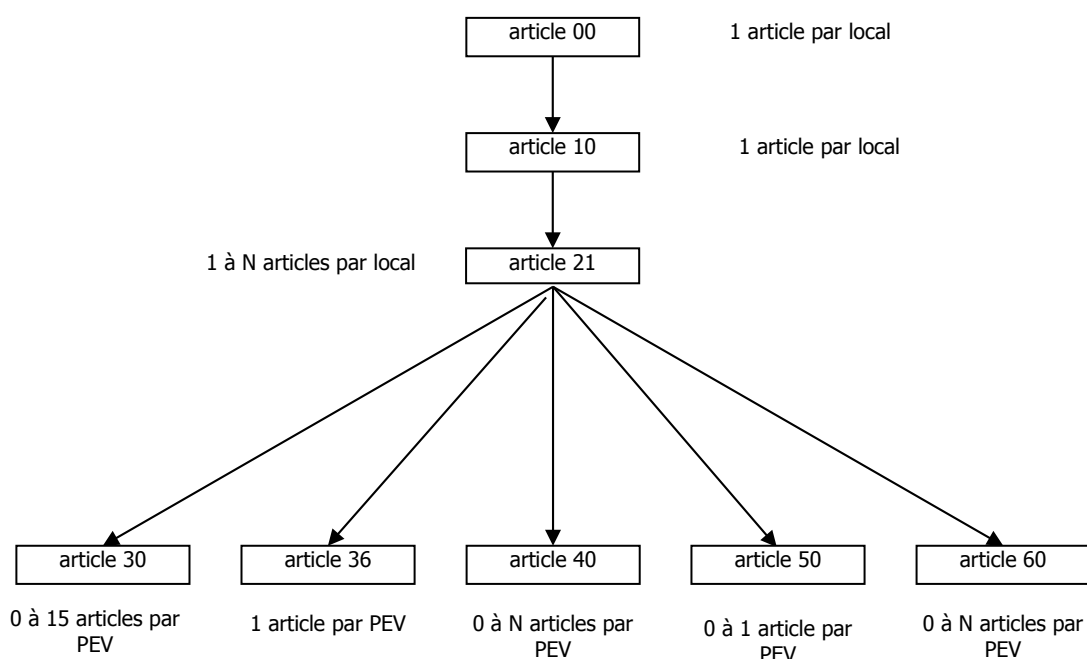 article 00
1 article par local
article 10
1 article par local
1 à N articles par local
article 21
article 30
article 36
article 40
article 50
article 60
0 à 15 articles par
PEV
1 article par PEV
0 à N articles par
PEV
0 à 1 article par
PEV
0 à N articles par
PEV